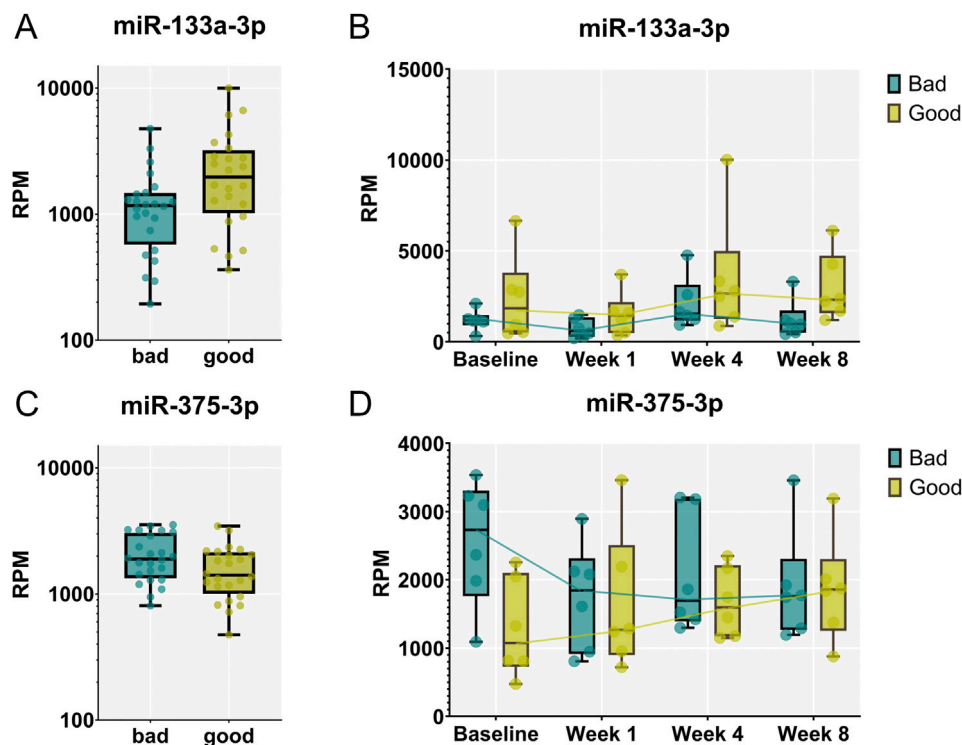 A
miR-133a-3p
10000
1000
100
RPM
bad
good
B
miR-133a-3p
15000
10000
5000
0
RPM
Baseline
Week 1
Week 4
Week 8
Bad
Good
C
miR-375-3p
10000
1000
100
RPM
bad
good
D
miR-375-3p
4000
3000
2000
1000
0
RPM
Baseline
Week 1
Week 4
Week 8
Bad
Good